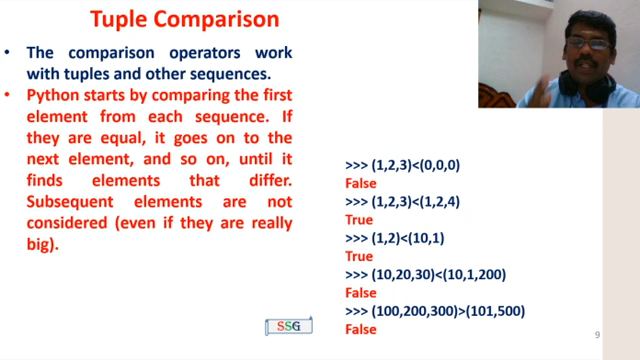 Tuple Comparison
• The comparison operators work
with tuples and other sequences.
• Python starts by comparing the first
element from each sequence. If
they are equal, it goes on to the
next element, and so on, until it
finds elements that differ.
Subsequent elements are not
considered (even if they are really
big).
>>> (1,2,3)<(0,0,0)
False
>>> (1,2,3)<(1,2,4)
True
>>> (1,2)<(10,1)
True
>>> (10,20,30)<(10,1,200)
False
>>> (100,200,300)>(101,500)
False
SSG
9